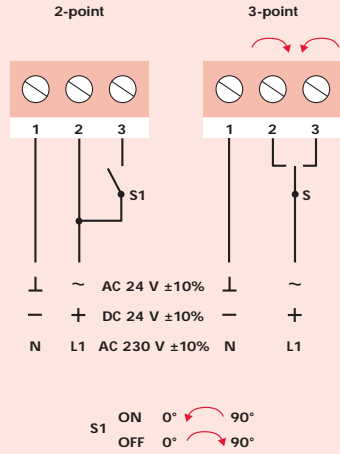 2-point 3-point
1 2 3 1 2 3
S1 S
⊥ ~ AC 24 V ±10% ⊥ ~
− + DC 24 V ±10% − +
N L1 AC 230 V ±10% N L1
S1
ON 0° 90°
OFF 0° 90°